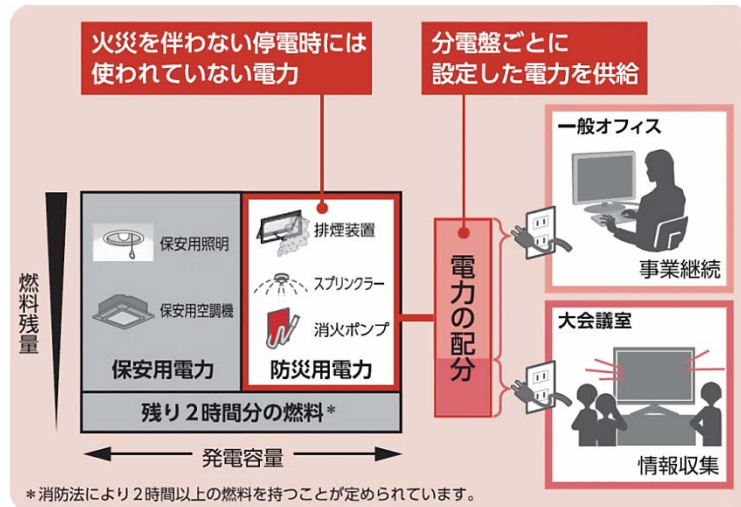 火災を伴わない停電時には
使われていない電力
分電盤ごとに
設定した電力を供給
一般オフィス
事業継続
燃料残量
保安用照明
保安用空調機
保安用電力
排煙装置
スプリンクラー
消火ポンプ
防災用電力
電力の配分
大会議室
情報収集
残り2時間分の燃料*
発電容量
*消防法により2時間以上の燃料を持つことが定められています。